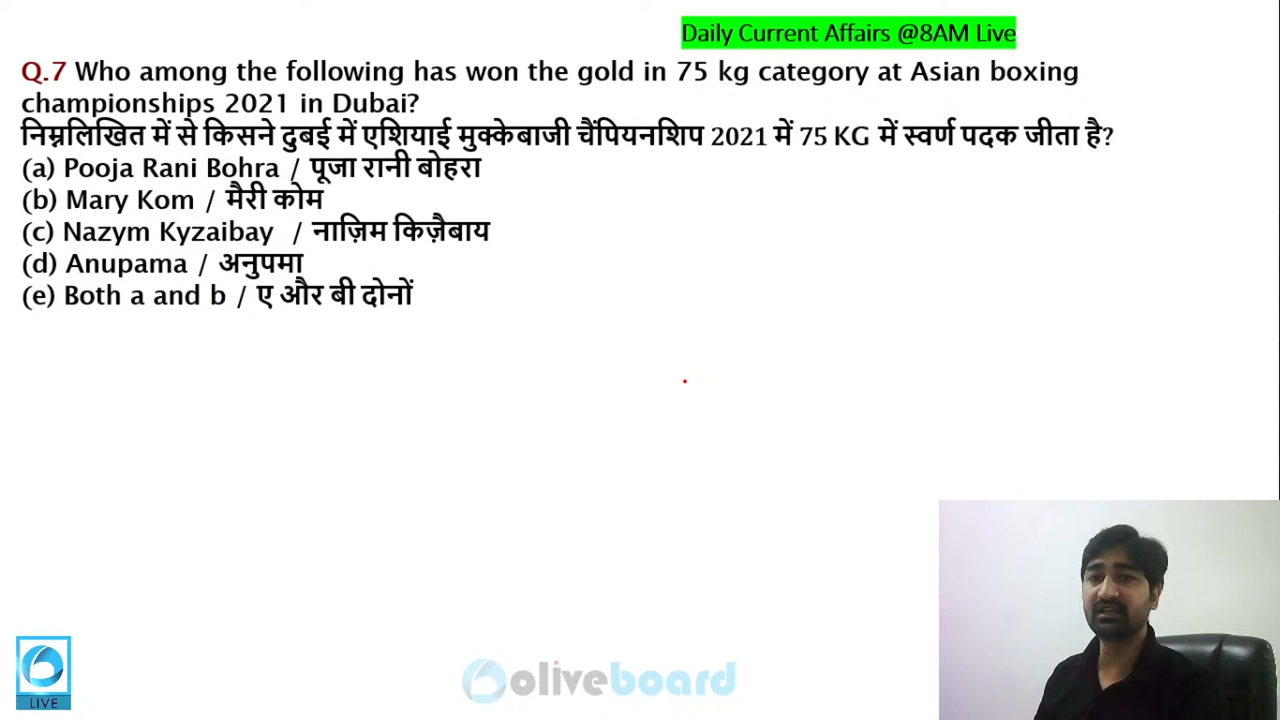 Daily Current Affairs @8AM Live
Q.7 Who among the following has won the gold in 75 kg category at Asian boxing
championships 2021 in Dubai?
निम्नलिखित में से किसने दुबई में एशियाई मुक्केबाजी चैंपियनशिप 2021 में 75 KG में स्वर्ण पदक जीता है?
(a) Pooja Rani Bohra / पूजा रानी बोहरा
(b) Mary Kom / मैरी कोम
(c) Nazym Kyzaibay / नाज़िम किज़ैबाय
(d) Anupama / अनुपमा
(e) Both a and b / ए और बी दोनों
LIVE
oliveboard